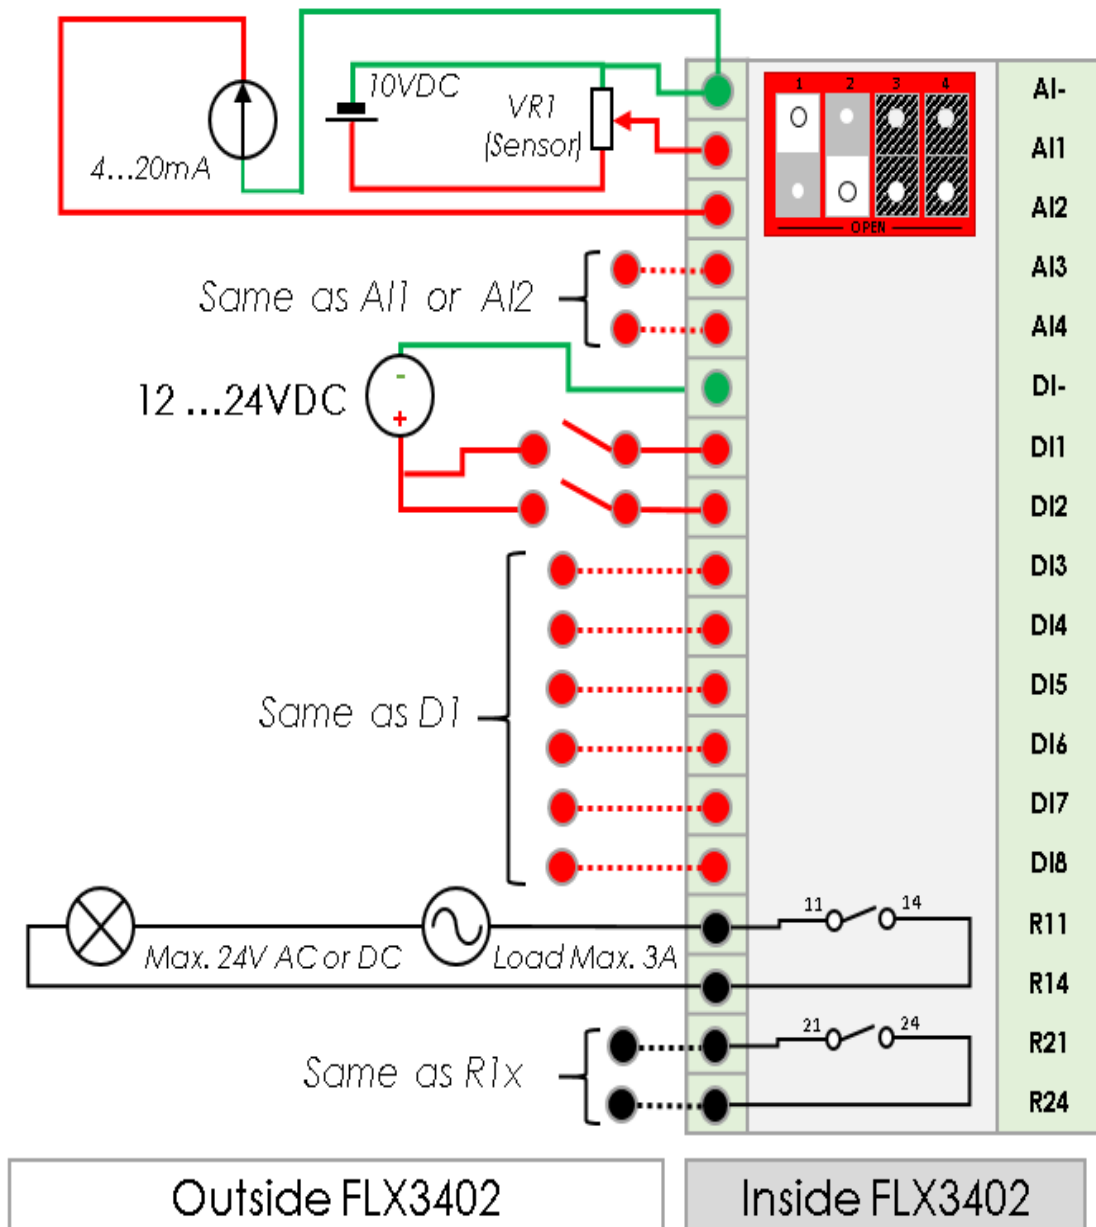 10VDC
VR1
(Sensor)
4...20mA
1 2 3 4
OPEN
AI-
AI1
AI2
AI3
AI4
Same as AI1 or AI2
12 ...24VDC
-
+
DI-
DI1
DI2
DI3
DI4
DI5
DI6
DI7
DI8
Same as D1
Max. 24V AC or DC
Load Max. 3A
11 14
R11
R14
21 24
R21
R24
Same as R1x
Outside FLX3402
Inside FLX3402